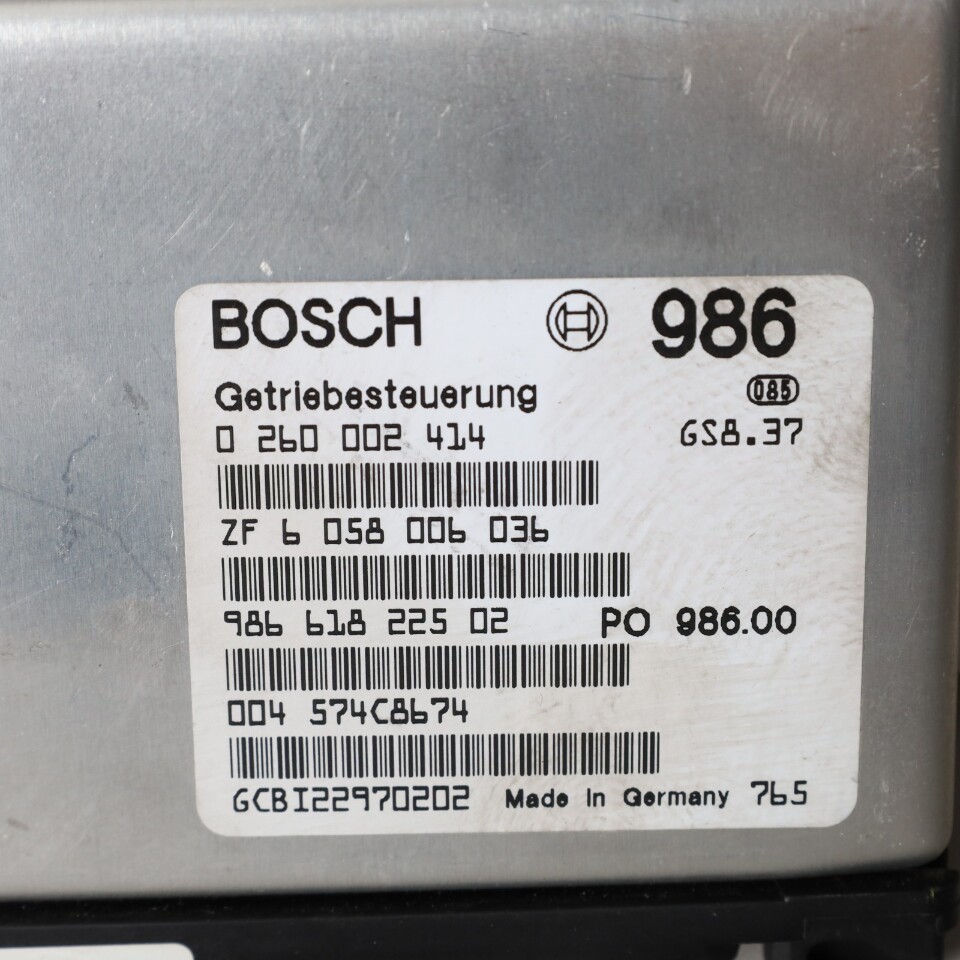 BOSCH 986
Getriebesteuerung 085
0 260 002 414 GS8.37
ZF 6 058 006 036
986 618 225 02 PO 986.00
004 574C8674
GCBI22970202 Made in Germany 765